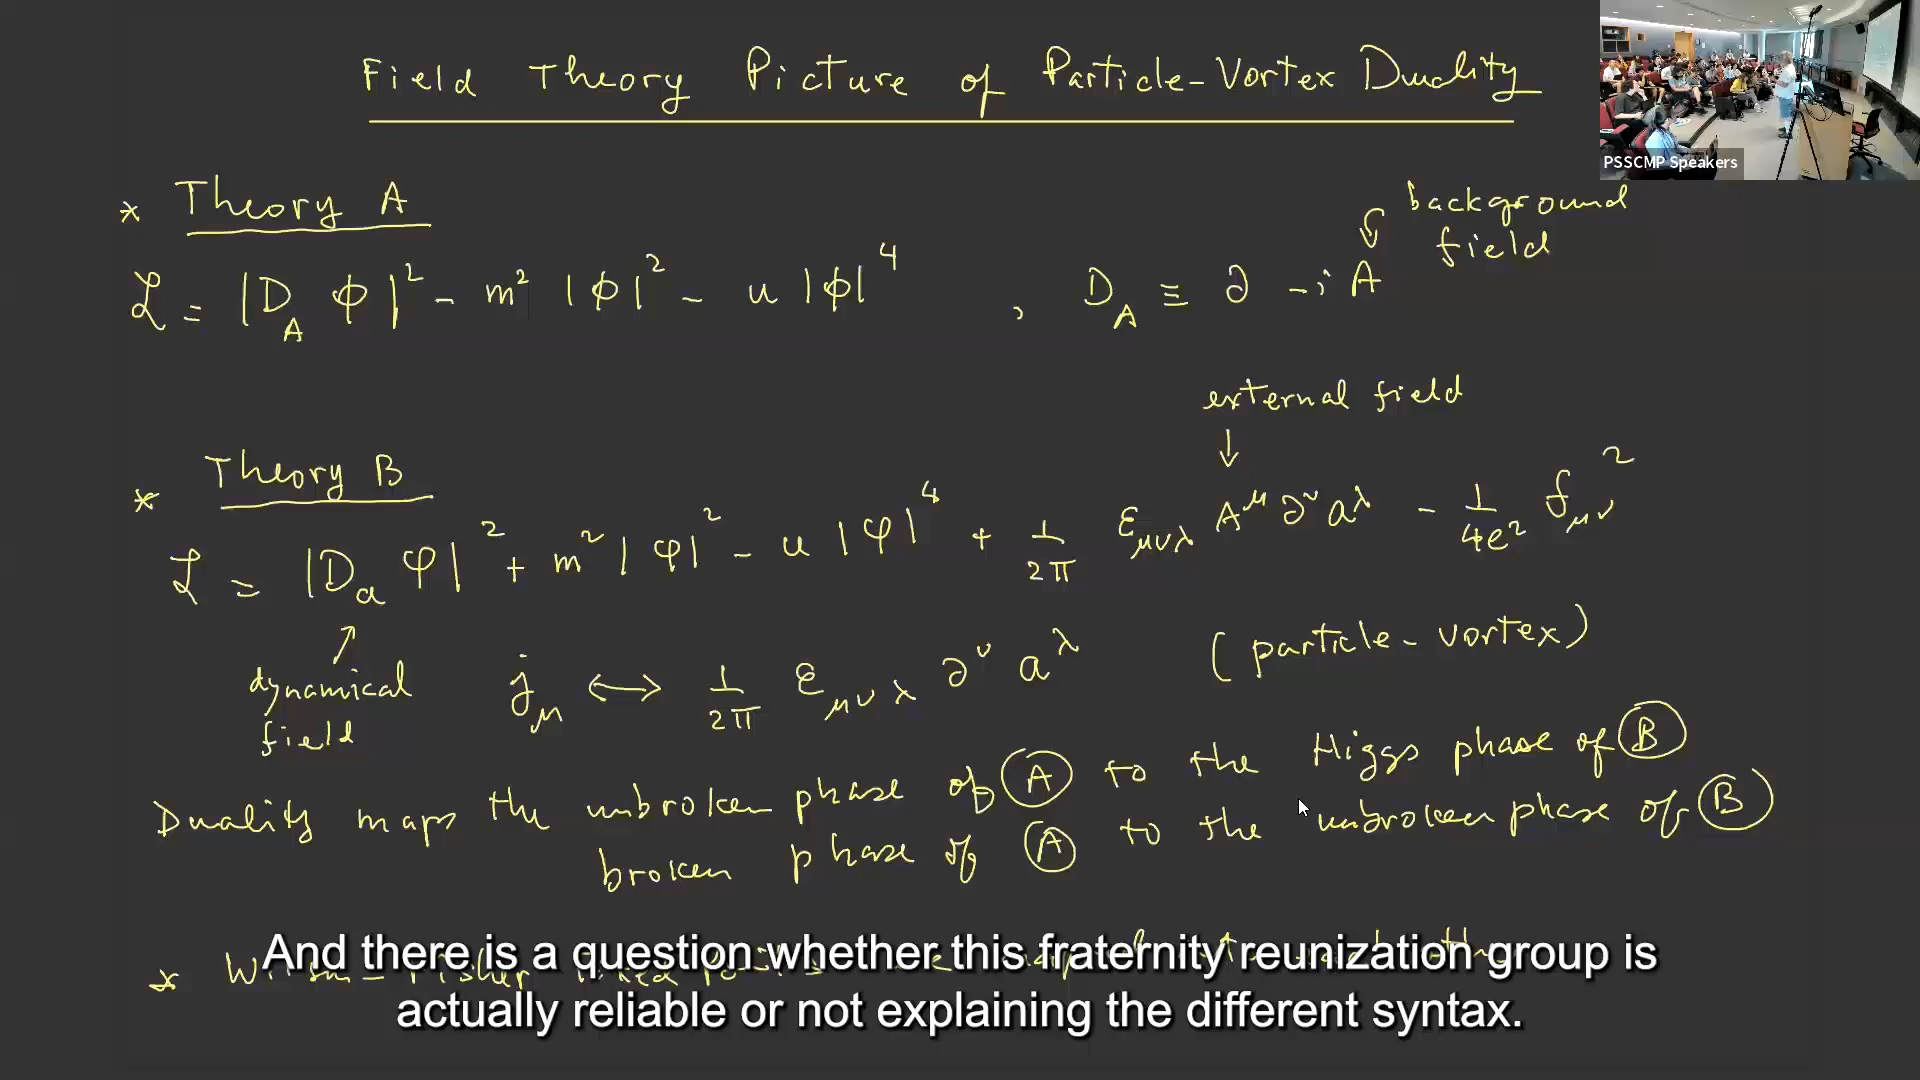 Field Theory Picture of Particle-Vortex Duality
PSSCMP Speakers
* Theory A
background field
ℒ = |D_A ϕ|² - m² |ϕ|² - u |ϕ|⁴ , D_A ≡ ∂ - i A
external field
* Theory B
ℒ = |D_a φ|² + m² |φ|² - u |φ|⁴ + 1/2π ε_μνλ A^μ ∂^ν a^λ - 1/4e² f_μν²
dynamical field
j_μ ↔ 1/2π ε_μνλ ∂^ν a^λ (particle-vortex)
Duality maps the unbroken phase of Ⓐ to the Higgs phase of Ⓑ
broken phase of Ⓐ to the unbroken phase of Ⓑ
* Wilson-Fisher fixed
And there is a question whether this fraternity reunization group is
actually reliable or not explaining the different syntax.